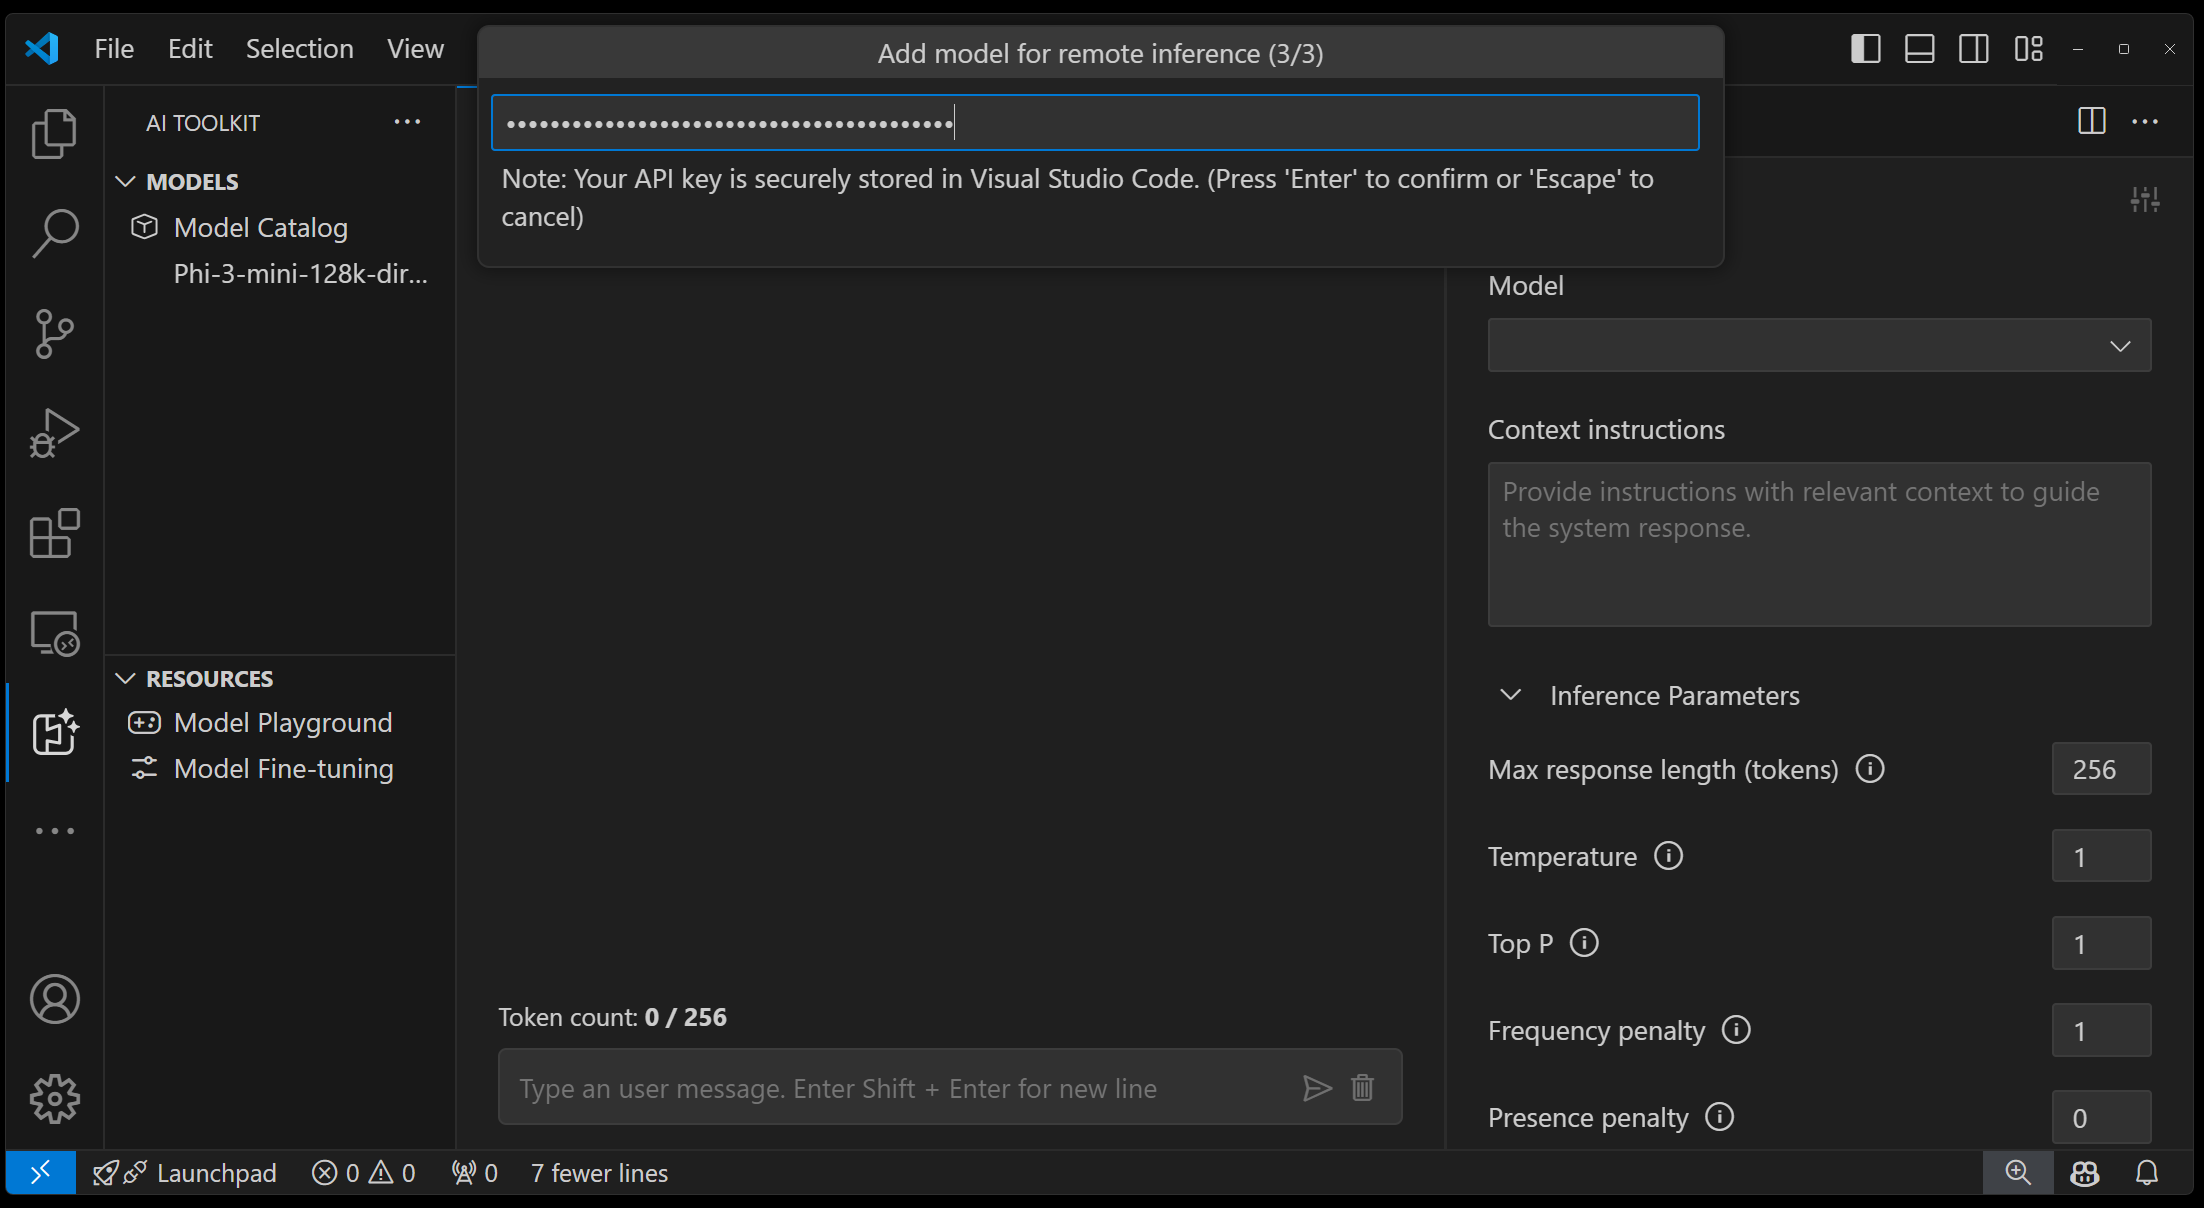 File Edit Selection View
Add model for remote inference (3/3)
•••••••••••••••••••••••••••••••••••••••••
Note: Your API key is securely stored in Visual Studio Code. (Press 'Enter' to confirm or 'Escape' to
cancel)
AI TOOLKIT
MODELS
Model Catalog
Phi-3-mini-128k-dir...
RESOURCES
Model Playground
Model Fine-tuning
Token count: 0 / 256
Type an user message. Enter Shift + Enter for new line
Model
Context instructions
Provide instructions with relevant context to guide
the system response.
Inference Parameters
Max response length (tokens) 256
Temperature 1
Top P 1
Frequency penalty 1
Presence penalty 0
Launchpad 0 0 0 7 fewer lines